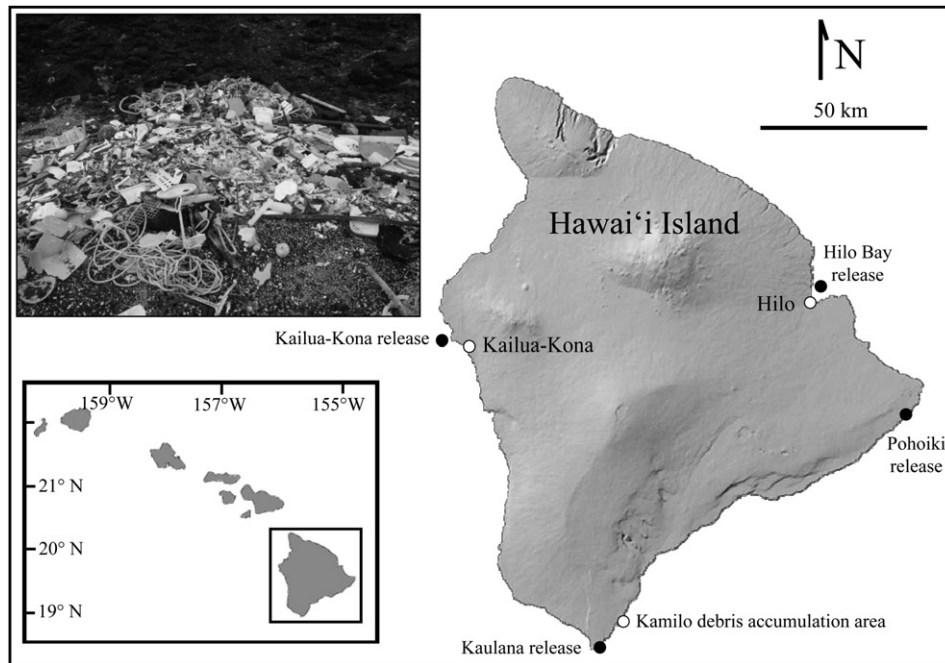 N
50 km
Hawai‘i Island
Hilo Bay
release
Hilo
Kailua-Kona release
Kailua-Kona
Pohoiki
release
159°W
157°W
155°W
21° N
20° N
19° N
Kamilo debris accumulation area
Kaulana release